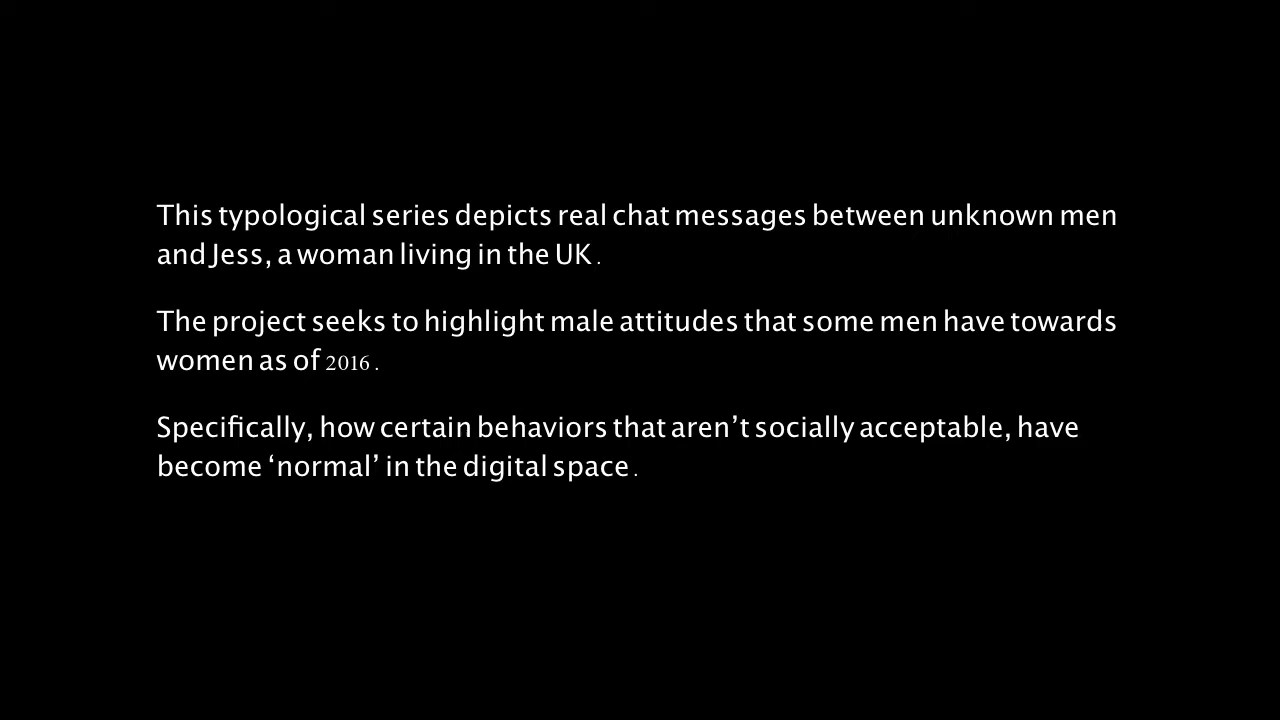 This typological series depicts real chat messages between unknown men
and Jess, a woman living in the UK.
The project seeks to highlight male attitudes that some men have towards
women as of 2016.
Specifically, how certain behaviors that aren’t socially acceptable, have
become ‘normal’ in the digital space.